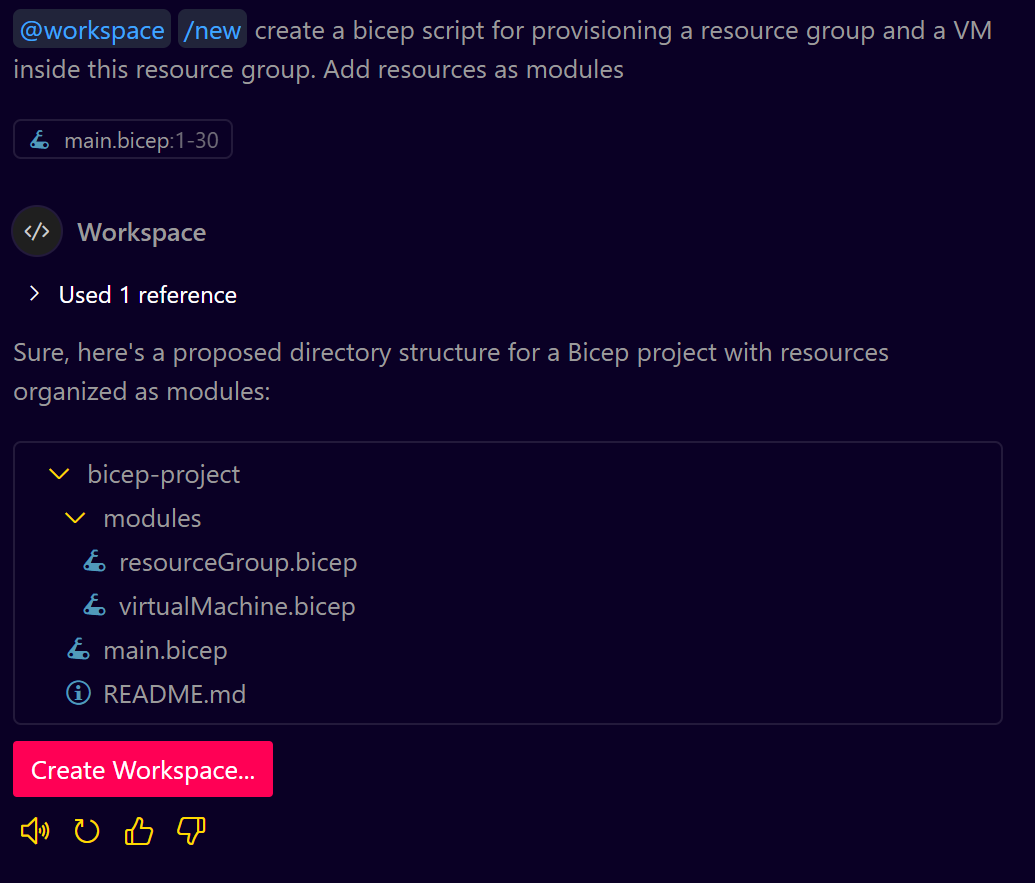 @workspace /new create a bicep script for provisioning a resource group and a VM
inside this resource group. Add resources as modules
main.bicep:1-30
</> Workspace
Used 1 reference
Sure, here's a proposed directory structure for a Bicep project with resources
organized as modules:
bicep-project
modules
resourceGroup.bicep
virtualMachine.bicep
main.bicep
README.md
Create Workspace...